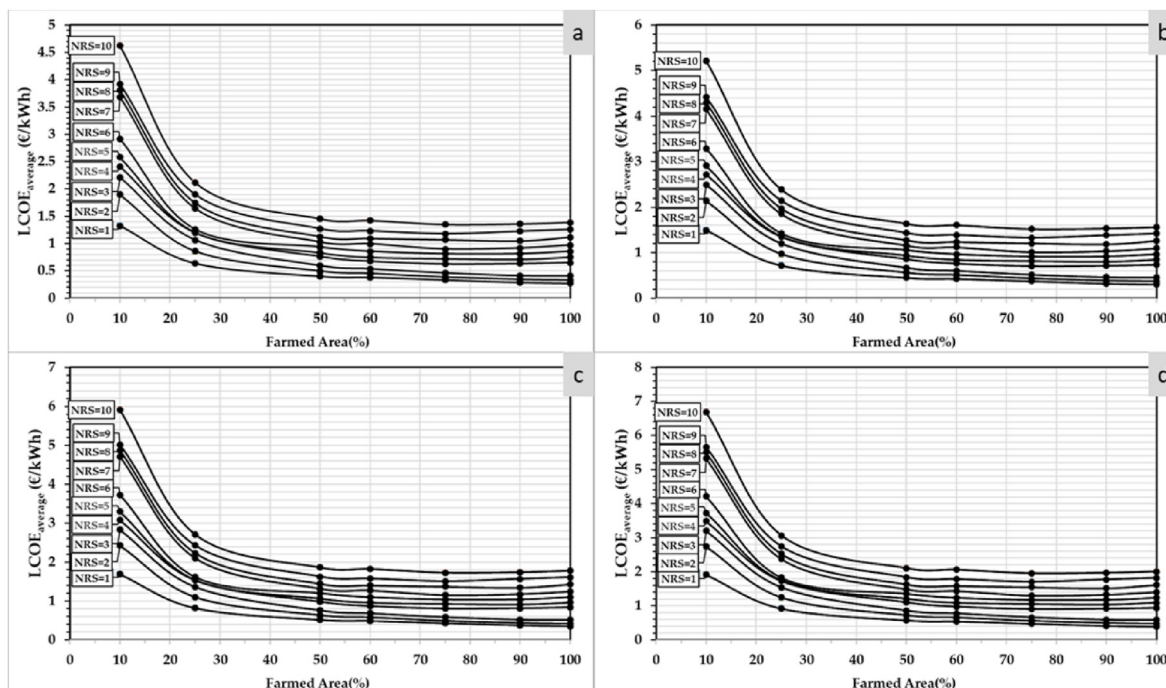 a
LCOEaverage (€/kWh)
5
4.5
4
3.5
3
2.5
2
1.5
1
0.5
0
NRS=10
NRS=9
NRS=8
NRS=7
NRS=6
NRS=5
NRS=4
NRS=3
NRS=2
NRS=1
0 10 20 30 40 50 60 70 80 90 100
Farmed Area(%)
b
LCOEaverage (€/kWh)
6
5
4
3
2
1
0
NRS=10
NRS=9
NRS=8
NRS=7
NRS=6
NRS=5
NRS=4
NRS=3
NRS=2
NRS=1
0 10 20 30 40 50 60 70 80 90 100
Farmed Area(%)
c
LCOEaverage (€/kWh)
7
6
5
4
3
2
1
0
NRS=10
NRS=9
NRS=8
NRS=7
NRS=6
NRS=5
NRS=4
NRS=3
NRS=2
NRS=1
0 10 20 30 40 50 60 70 80 90 100
Farmed Area(%)
d
LCOEaverage (€/kWh)
8
7
6
5
4
3
2
1
0
NRS=10
NRS=9
NRS=8
NRS=7
NRS=6
NRS=5
NRS=4
NRS=3
NRS=2
NRS=1
0 10 20 30 40 50 60 70 80 90 100
Farmed Area(%)